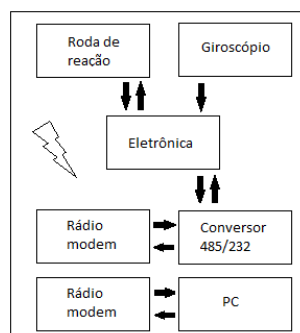 Roda de
reação
Giroscópio
Eletrônica
Rádio
modem
Conversor
485/232
Rádio
modem
PC